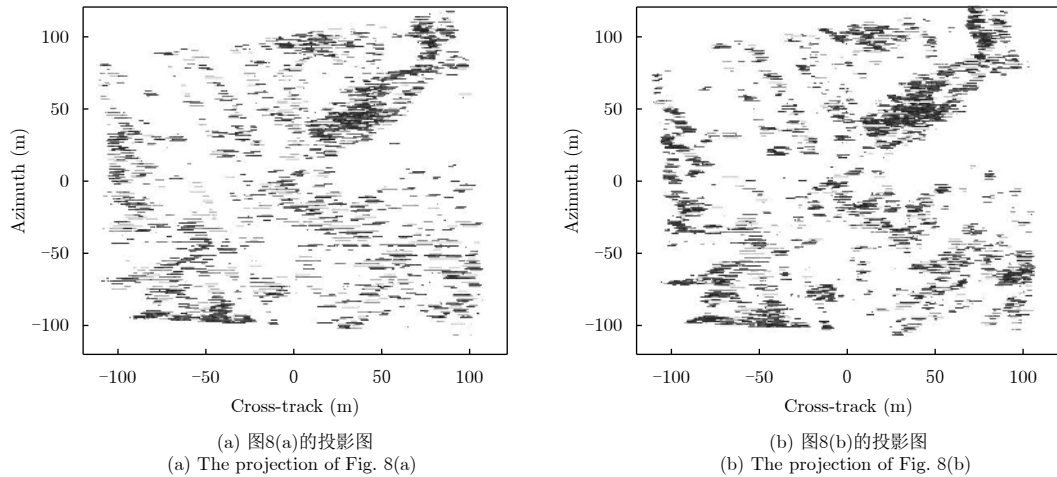 100
50
0
−50
−100
Azimuth (m)
−100 −50 0 50 100
Cross-track (m)
(a) 图8(a)的投影图
(a) The projection of Fig. 8(a)
100
50
0
−50
−100
Azimuth (m)
−100 −50 0 50 100
Cross-track (m)
(b) 图8(b)的投影图
(b) The projection of Fig. 8(b)